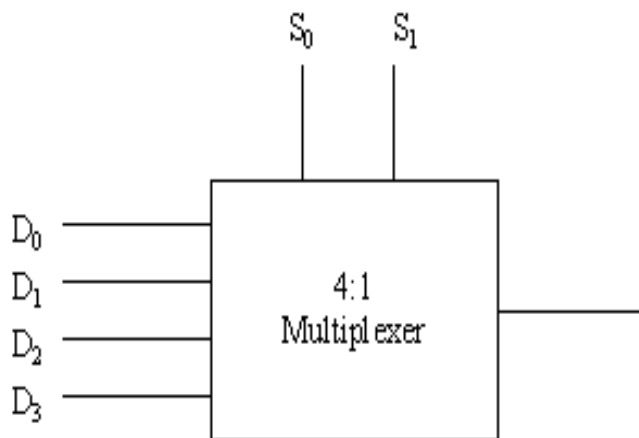 S₀ S₁
D₀
D₁
4:1
Multiplexer
D₂
D₃